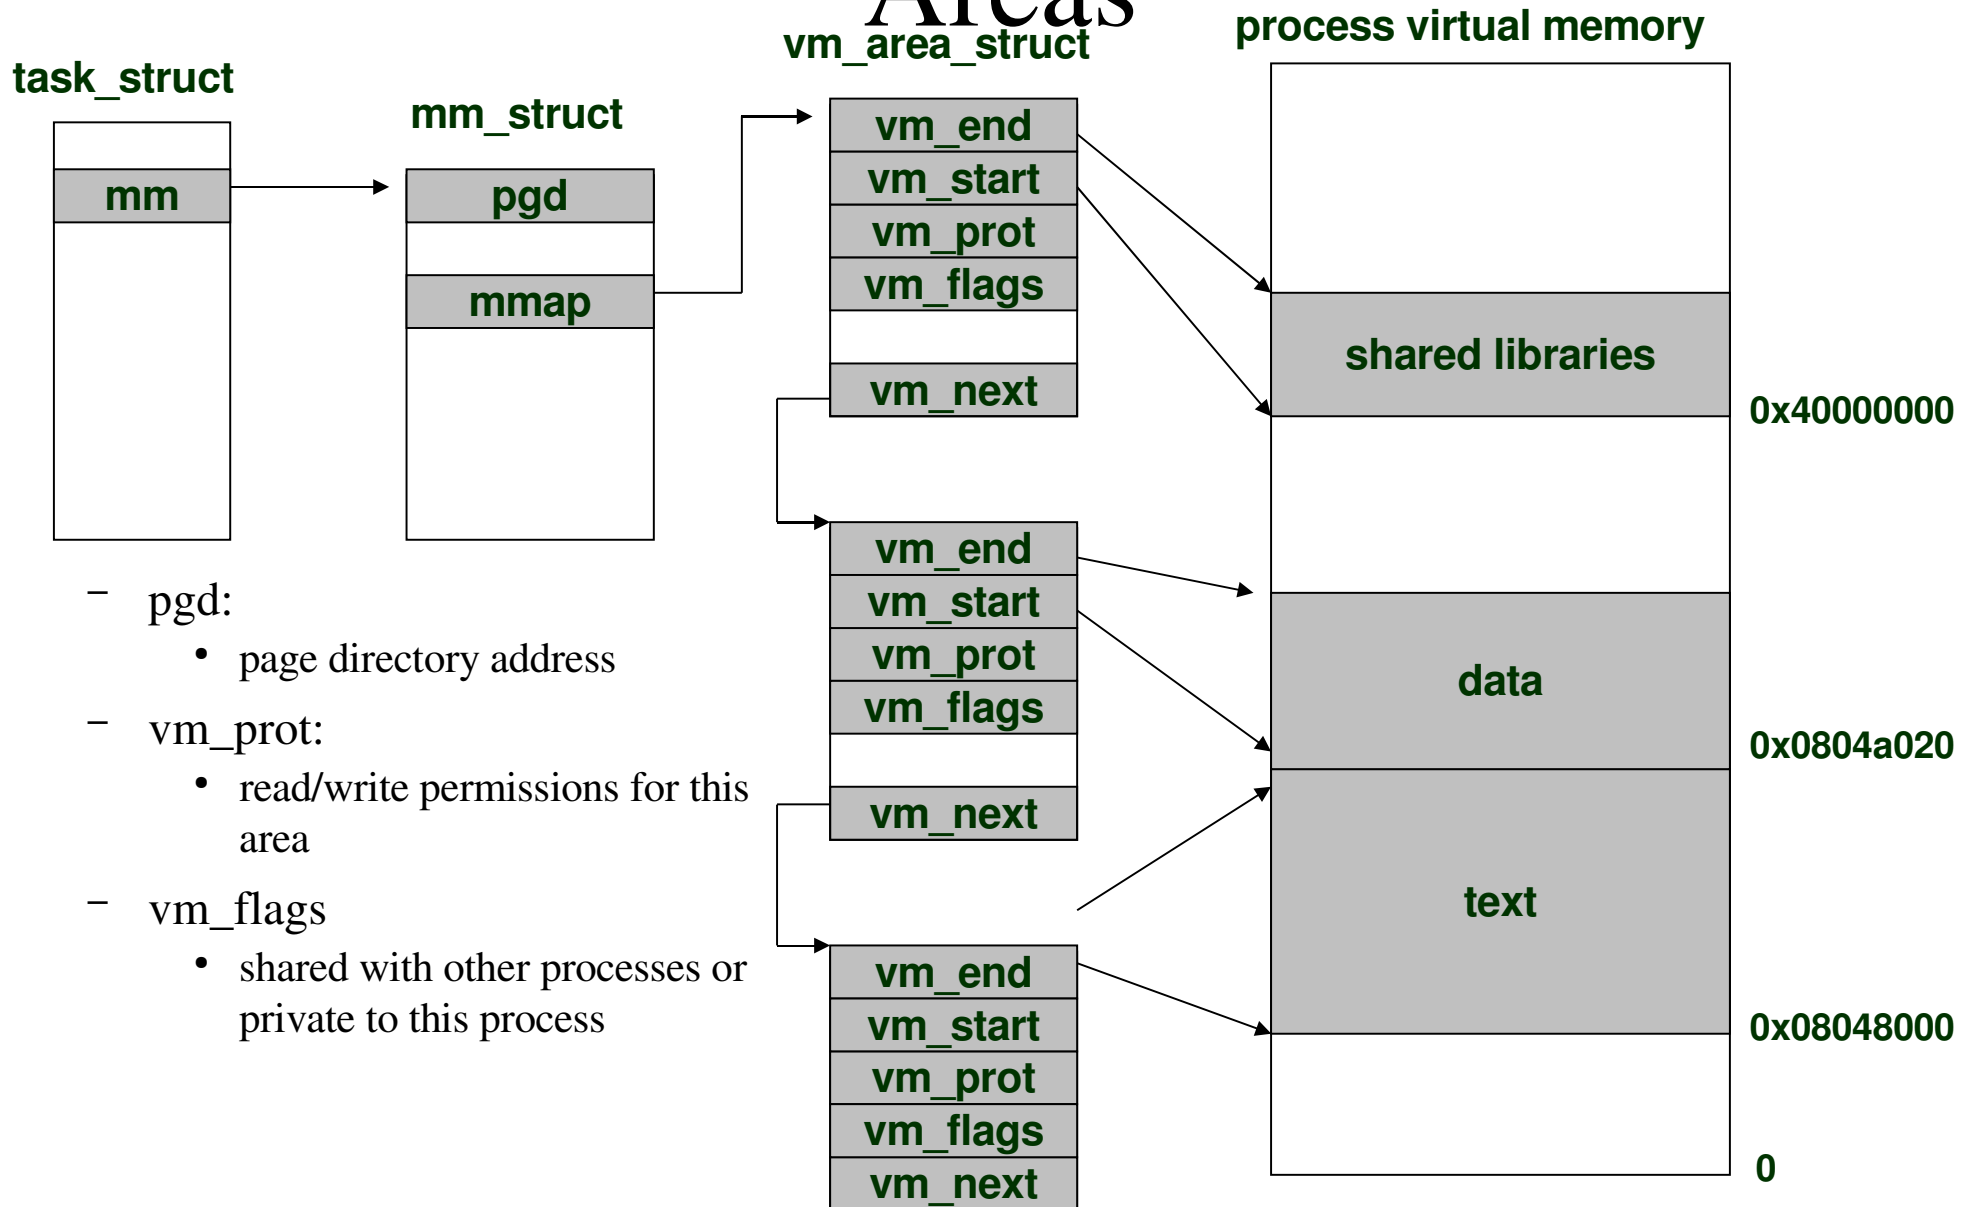 Areas
task_struct
mm
mm_struct
pgd
mmap
vm_area_struct
vm_end
vm_start
vm_prot
vm_flags
vm_next
vm_end
vm_start
vm_prot
vm_flags
vm_next
vm_end
vm_start
vm_prot
vm_flags
vm_next
process virtual memory
shared libraries
0x40000000
data
0x0804a020
text
0x08048000
0
– pgd:
• page directory address
– vm_prot:
• read/write permissions for this
area
– vm_flags
• shared with other processes or
private to this process